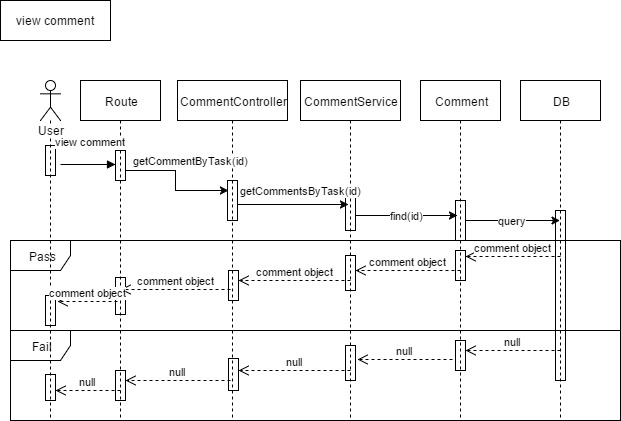 view comment
User
Route
CommentController
CommentService
Comment
DB
view comment
getCommentByTask(id)
getCommentsByTask(id)
find(id)
query
Pass
comment object
comment object
comment object
comment object
comment object
Fail
null
null
null
null
null